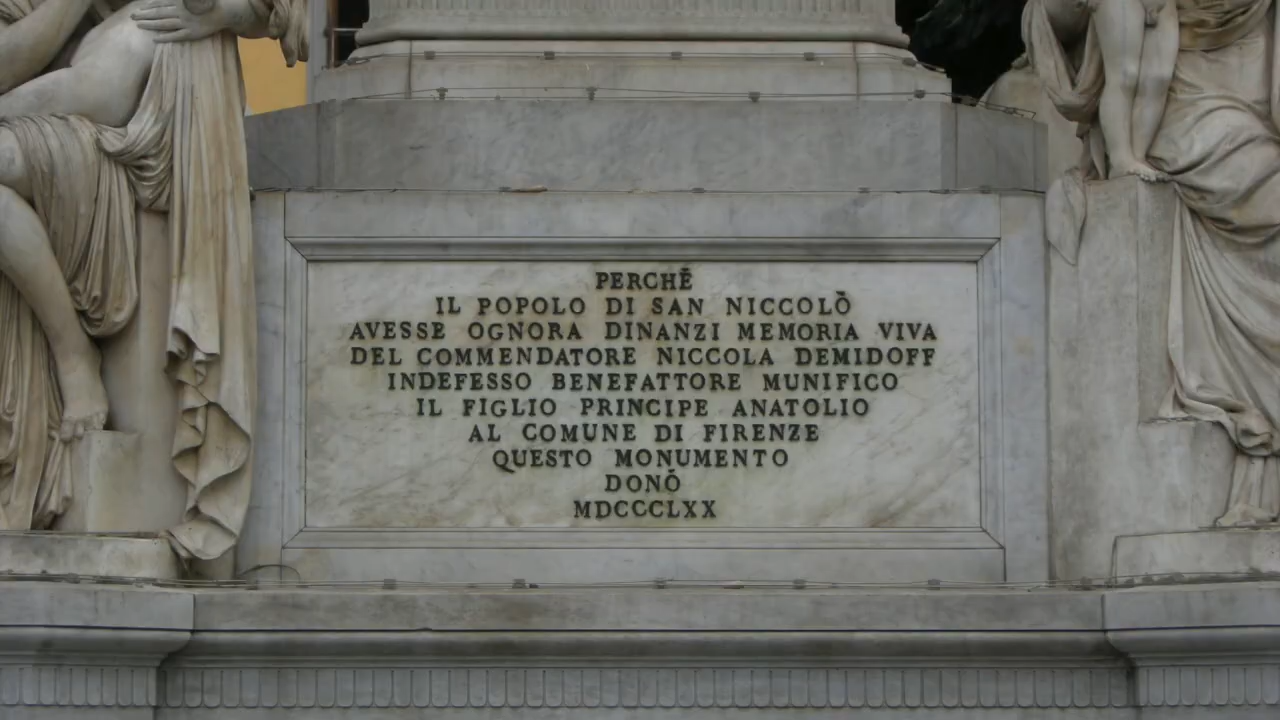 PERCHÈ
IL POPOLO DI SAN NICCOLÒ
AVESSE OGNORA DINANZI MEMORIA VIVA
DEL COMMENDATORE NICCOLA DEMIDOFF
INDEFESSO BENEFATTORE MUNIFICO
IL FIGLIO PRINCIPE ANATOLIO
AL COMUNE DI FIRENZE
QUESTO MONUMENTO
DONÒ
MDCCCLXX